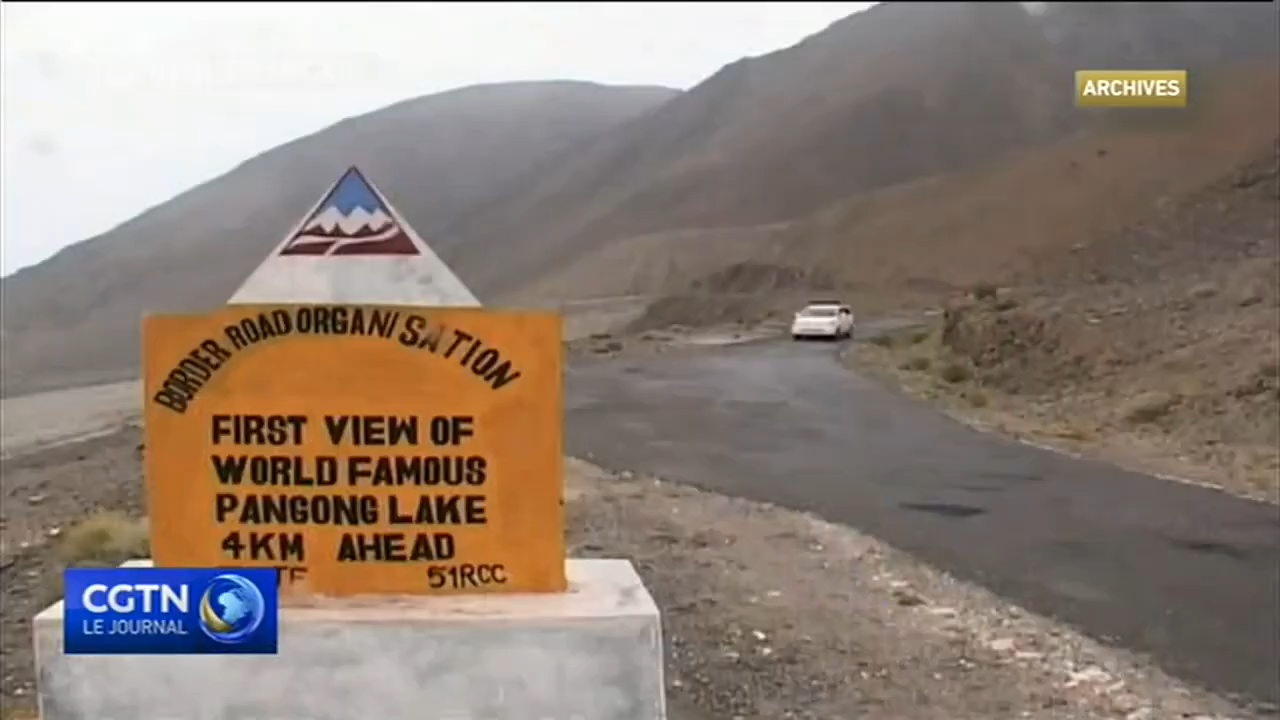 ARCHIVES
BORDER ROAD ORGANISATION
FIRST VIEW OF
WORLD FAMOUS
PANGONG LAKE
4KM AHEAD
51RCC
CGTN
LE JOURNAL